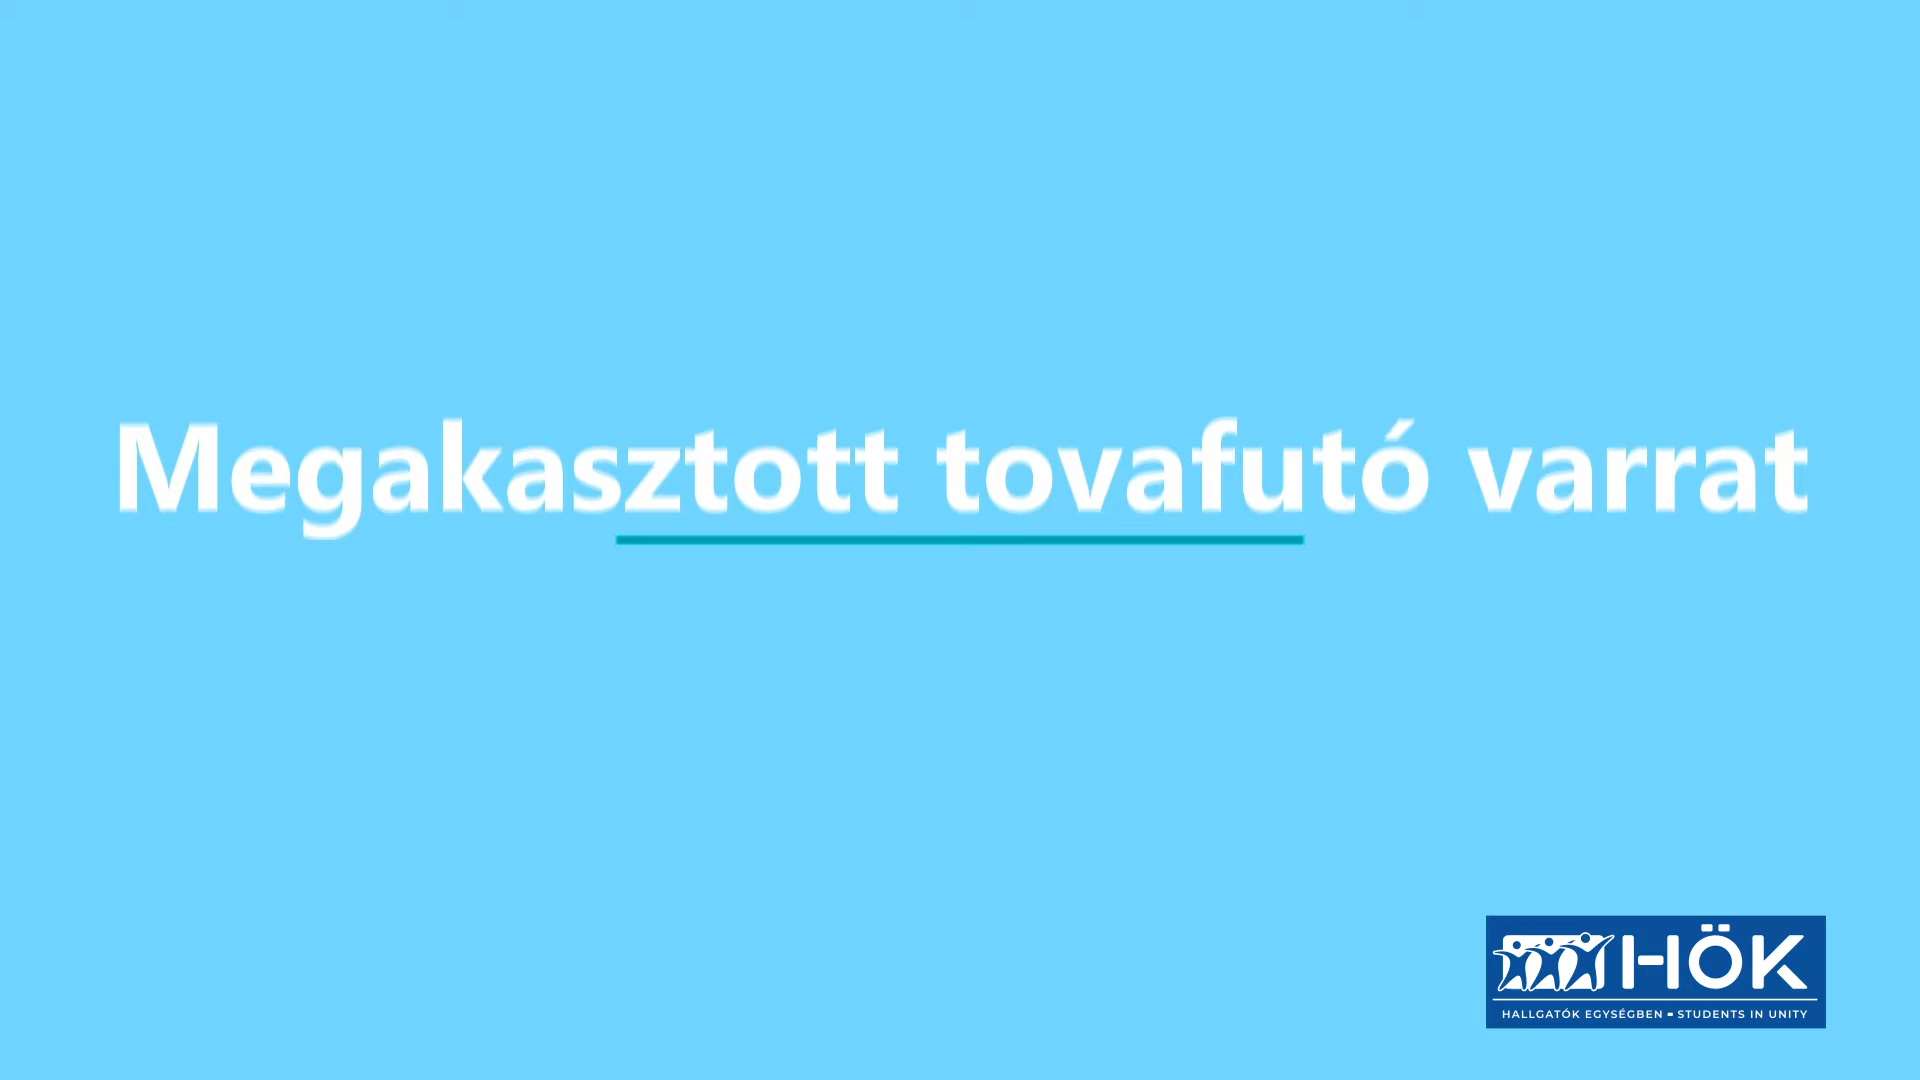 Megakasztott tovafutó varrat
HÖK
HALLGATÓK EGYSÉGBEN - STUDENTS IN UNITY